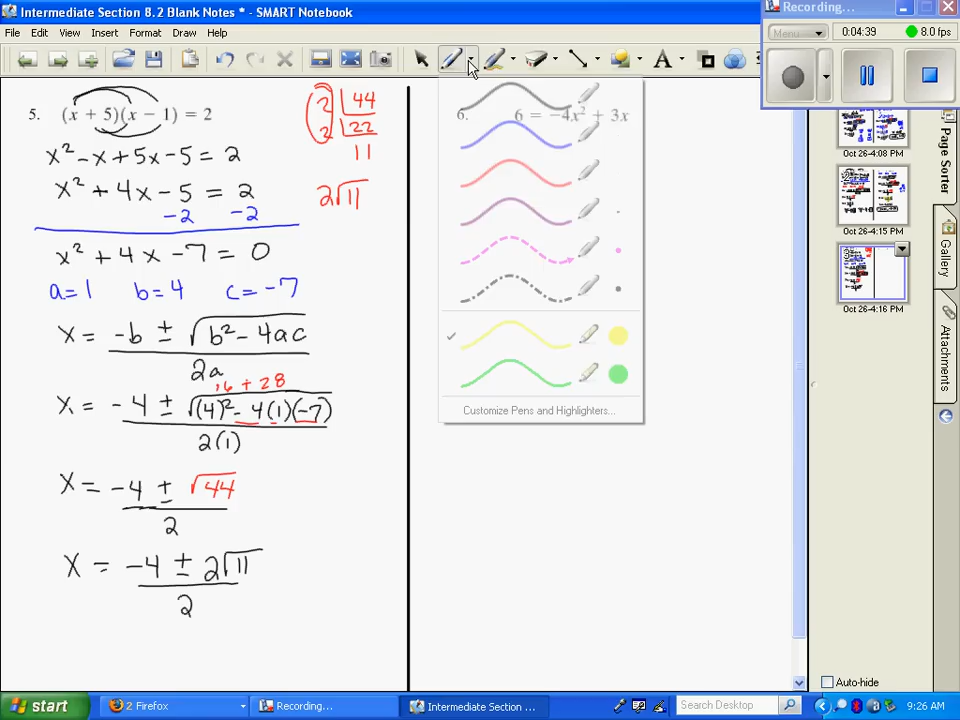 Intermediate Section 8.2 Blank Notes * - SMART Notebook
File Edit View Insert Format Draw Help
Recording...
Menu
0:04:39 8.0 fps
5. (x + 5)(x − 1) = 2
x² - x + 5x - 5 = 2
x² + 4x - 5 = 2
-2 -2
x² + 4x - 7 = 0
a=1 b=4 c=-7
x = -b ± √b² - 4ac
2a
16 + 28
x = -4 ± √(4)² - 4(1)(-7)
2(1)
x = -4 ± √44
2
x = -4 ± 2√11
2
2 44
2 22
11
2√11
6. 6 = −4x² + 3x
Customize Pens and Highlighters...
Oct 26-4:08 PM
Oct 26-4:15 PM
Oct 26-4:16 PM
Page Sorter
Gallery
Attachments
Auto-hide
start
2 Firefox
Recording...
Intermediate Section ...
Search Desktop
9:26 AM